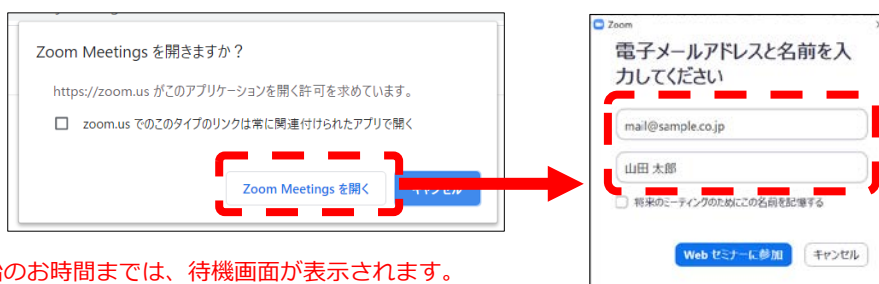 Zoom Meetings を開きますか？
https://zoom.us がこのアプリケーションを開く許可を求めています。
zoom.us でのこのタイプのリンクは常に関連付けられたアプリで開く
Zoom Meetings を開く
のお時間までは、待機画面が表示されます。
Zoom
電子メールアドレスと名前を入
力してください
mail@sample.co.jp
山田 太郎
将来のミーティングのためにこの名前を記憶する
Web セミナーに参加 キャンセル